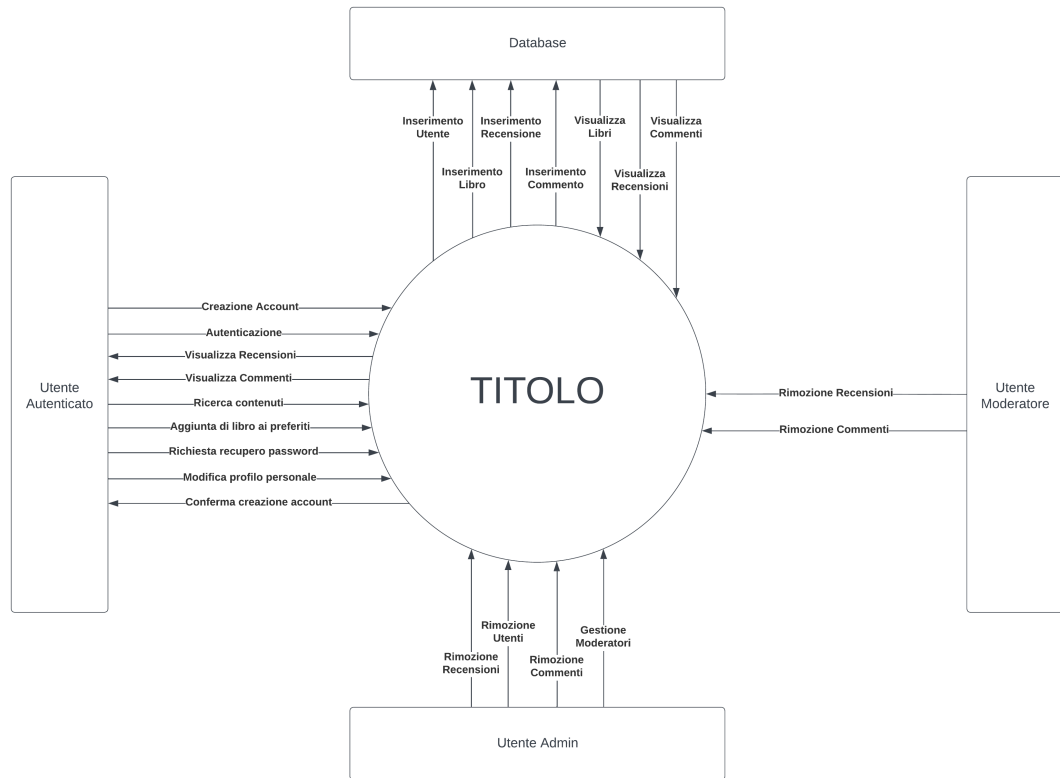 Database
Inserimento
Utente
Inserimento
Recensione
Visualizza
Libri
Visualizza
Commenti
Inserimento
Libro
Inserimento
Commento
Visualizza
Recensioni
Creazione Account
Autenticazione
Visualizza Recensioni
Visualizza Commenti
Ricerca contenuti
Aggiunta di libro ai preferiti
Richiesta recupero password
Modifica profilo personale
Conferma creazione account
Utente
Autenticato
TITOLO
Rimozione Recensioni
Rimozione Commenti
Utente
Moderatore
Rimozione
Utenti
Gestione
Moderatori
Rimozione
Recensioni
Rimozione
Commenti
Utente Admin